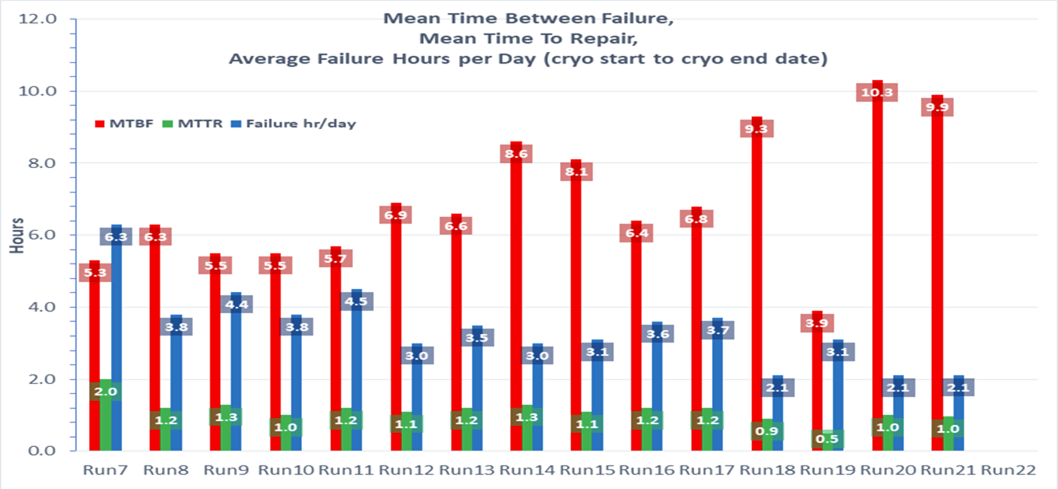 Mean Time Between Failure,
Mean Time To Repair,
Average Failure Hours per Day (cryo start to cryo end date)
MTBF MTTR Failure hr/day
Hours
12.0
10.0
8.0
6.0
4.0
2.0
0.0
5.3 2.0 6.3
6.3 1.2 3.8
5.5 1.3 4.4
5.5 1.0 3.8
5.7 1.2 4.5
6.9 1.1 3.0
6.6 1.2 3.5
8.6 1.3 3.0
8.1 1.1 3.1
6.4 1.2 3.6
6.8 1.2 3.7
9.3 0.9 2.1
3.9 0.5 3.1
10.3 1.0 2.1
9.9 1.0 2.1
Run7 Run8 Run9 Run10 Run11 Run12 Run13 Run14 Run15 Run16 Run17 Run18 Run19 Run20 Run21 Run22